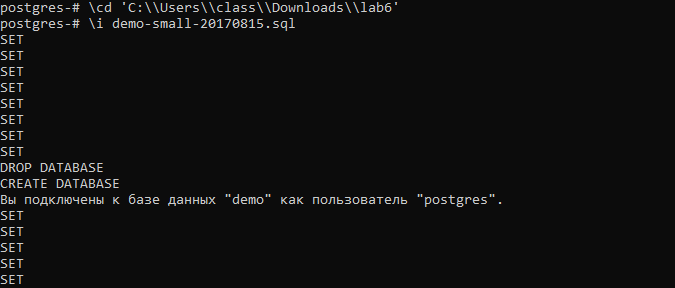 postgres-# \cd 'C:\\Users\\class\\Downloads\\lab6'
postgres-# \i demo-small-20170815.sql
SET
SET
SET
SET
SET
SET
SET
SET
DROP DATABASE
CREATE DATABASE
Вы подключены к базе данных "demo" как пользователь "postgres".
SET
SET
SET
SET
SET